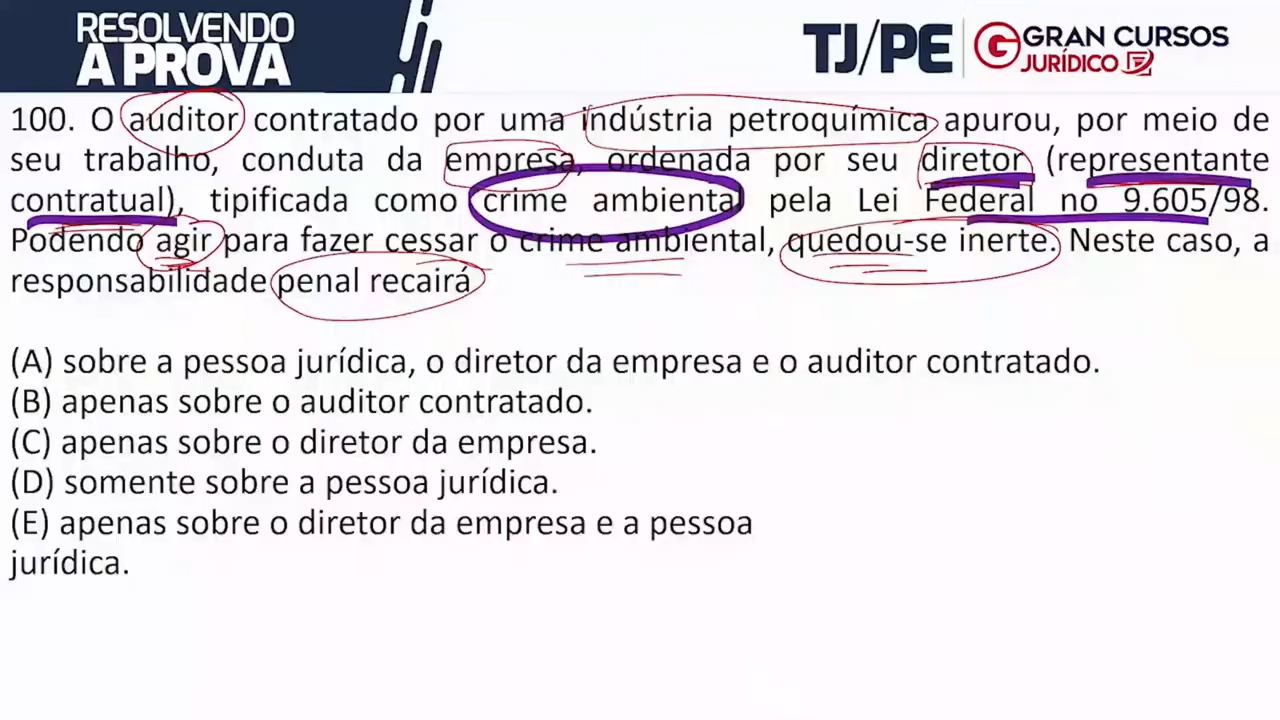 RESOLVENDO
A PROVA
TJ/PE
GRAN CURSOS
JURÍDICO
100. O auditor contratado por uma indústria petroquímica apurou, por meio de
seu trabalho, conduta da empresa, ordenada por seu diretor (representante
contratual), tipificada como crime ambiental pela Lei Federal no 9.605/98.
Podendo agir para fazer cessar o crime ambiental, quedou-se inerte. Neste caso, a
responsabilidade penal recairá
(A) sobre a pessoa jurídica, o diretor da empresa e o auditor contratado.
(B) apenas sobre o auditor contratado.
(C) apenas sobre o diretor da empresa.
(D) somente sobre a pessoa jurídica.
(E) apenas sobre o diretor da empresa e a pessoa
jurídica.